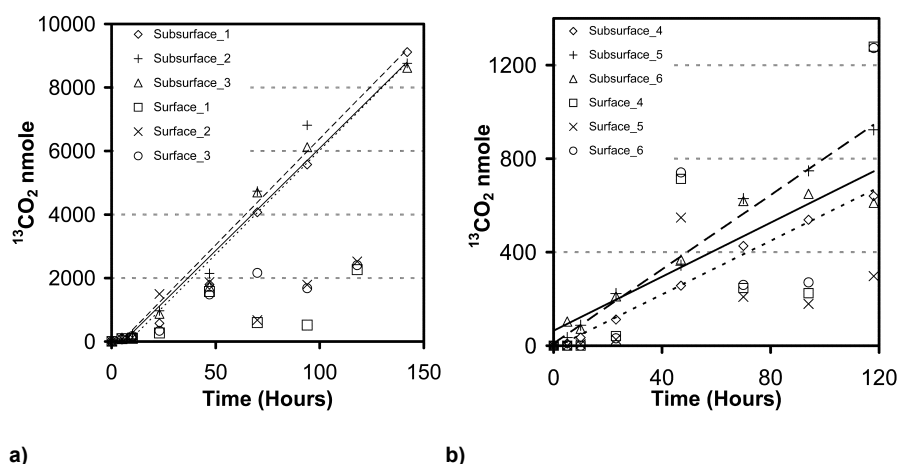 10000
8000
6000
4000
2000
0
¹³CO₂ nmole
Subsurface_1
Subsurface_2
Subsurface_3
Surface_1
Surface_2
Surface_3
0
50
100
150
Time (Hours)
a)
1200
800
400
0
¹³CO₂ nmole
Subsurface_4
Subsurface_5
Subsurface_6
Surface_4
Surface_5
Surface_6
0
40
80
120
Time (Hours)
b)